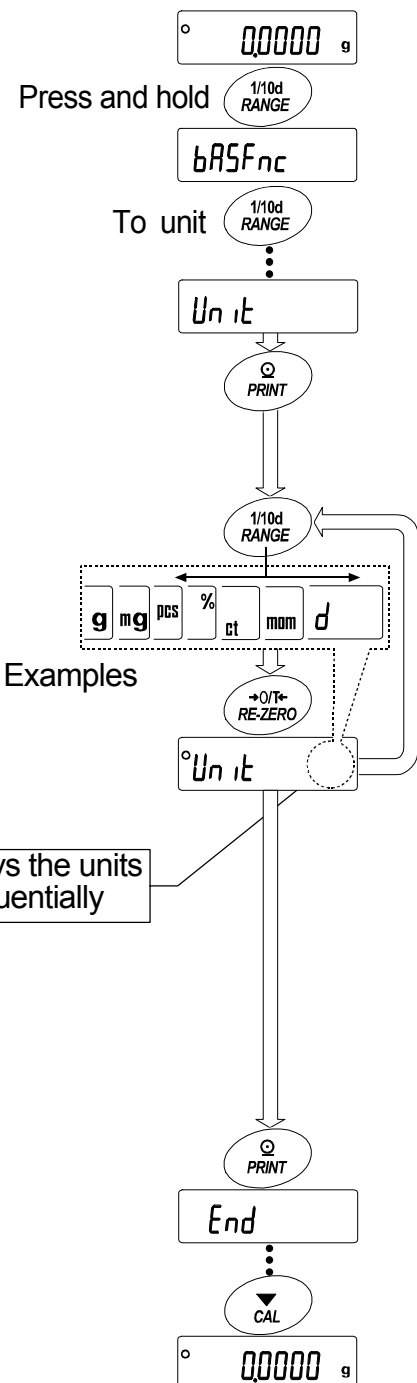 0.0000 g
Press and hold 1/10d
RANGE
bASFnc
To unit 1/10d
RANGE
Unit
PRINT
1/10d
RANGE
g mg pcs % ct mom d
Examples
→0/T←
RE-ZERO
Unit
ys the units
uentially
PRINT
End
CAL
0.0000 g